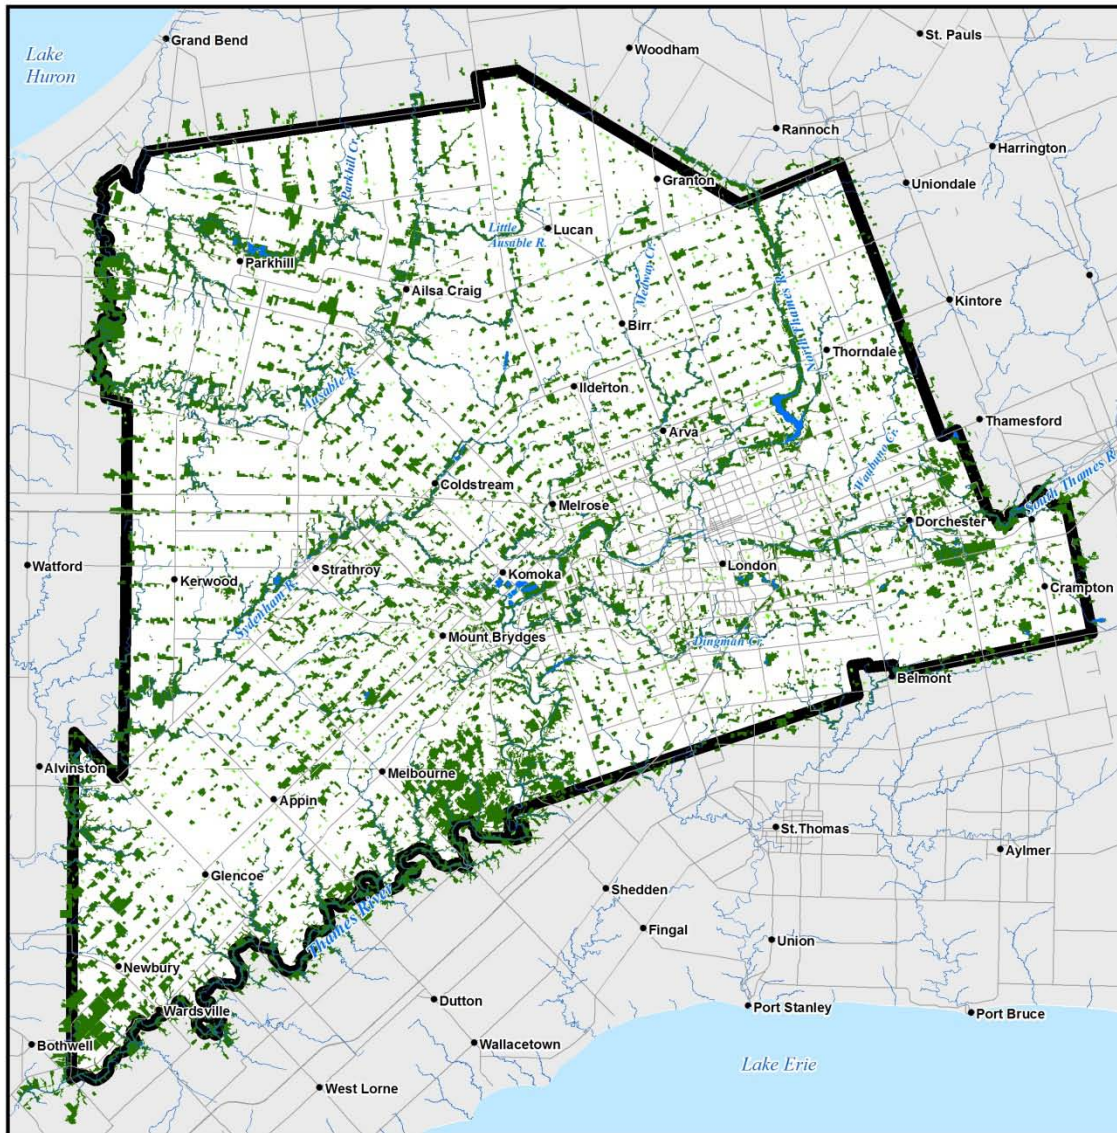 Grand Bend
Woodham
St. Pauls
Lake
Huron
Rannoch
Harrington
Parkhill Cr.
Granton
Uniondale
Little
Ausable R.
Lucan
Medway Cr.
Parkhill
Ailsa Craig
North Thames R.
Kintore
Birr
Thorndale
Ausable R.
Ilderton
Thamesford
Arva
Waubuno Cr.
South Thames R.
Coldstream
Melrose
Dorchester
Watford
Kerwood
Strathroy
Komoka
London
Crampton
Sydenham R.
Mount Brydges
Dingman Cr.
Belmont
Alvinston
Melbourne
Appin
St.Thomas
Aylmer
Glencoe
Shedden
Thames River
Fingal
Union
Newbury
Dutton
Wardsville
Port Stanley
Port Bruce
Bothwell
Wallacetown
Lake Erie
West Lorne